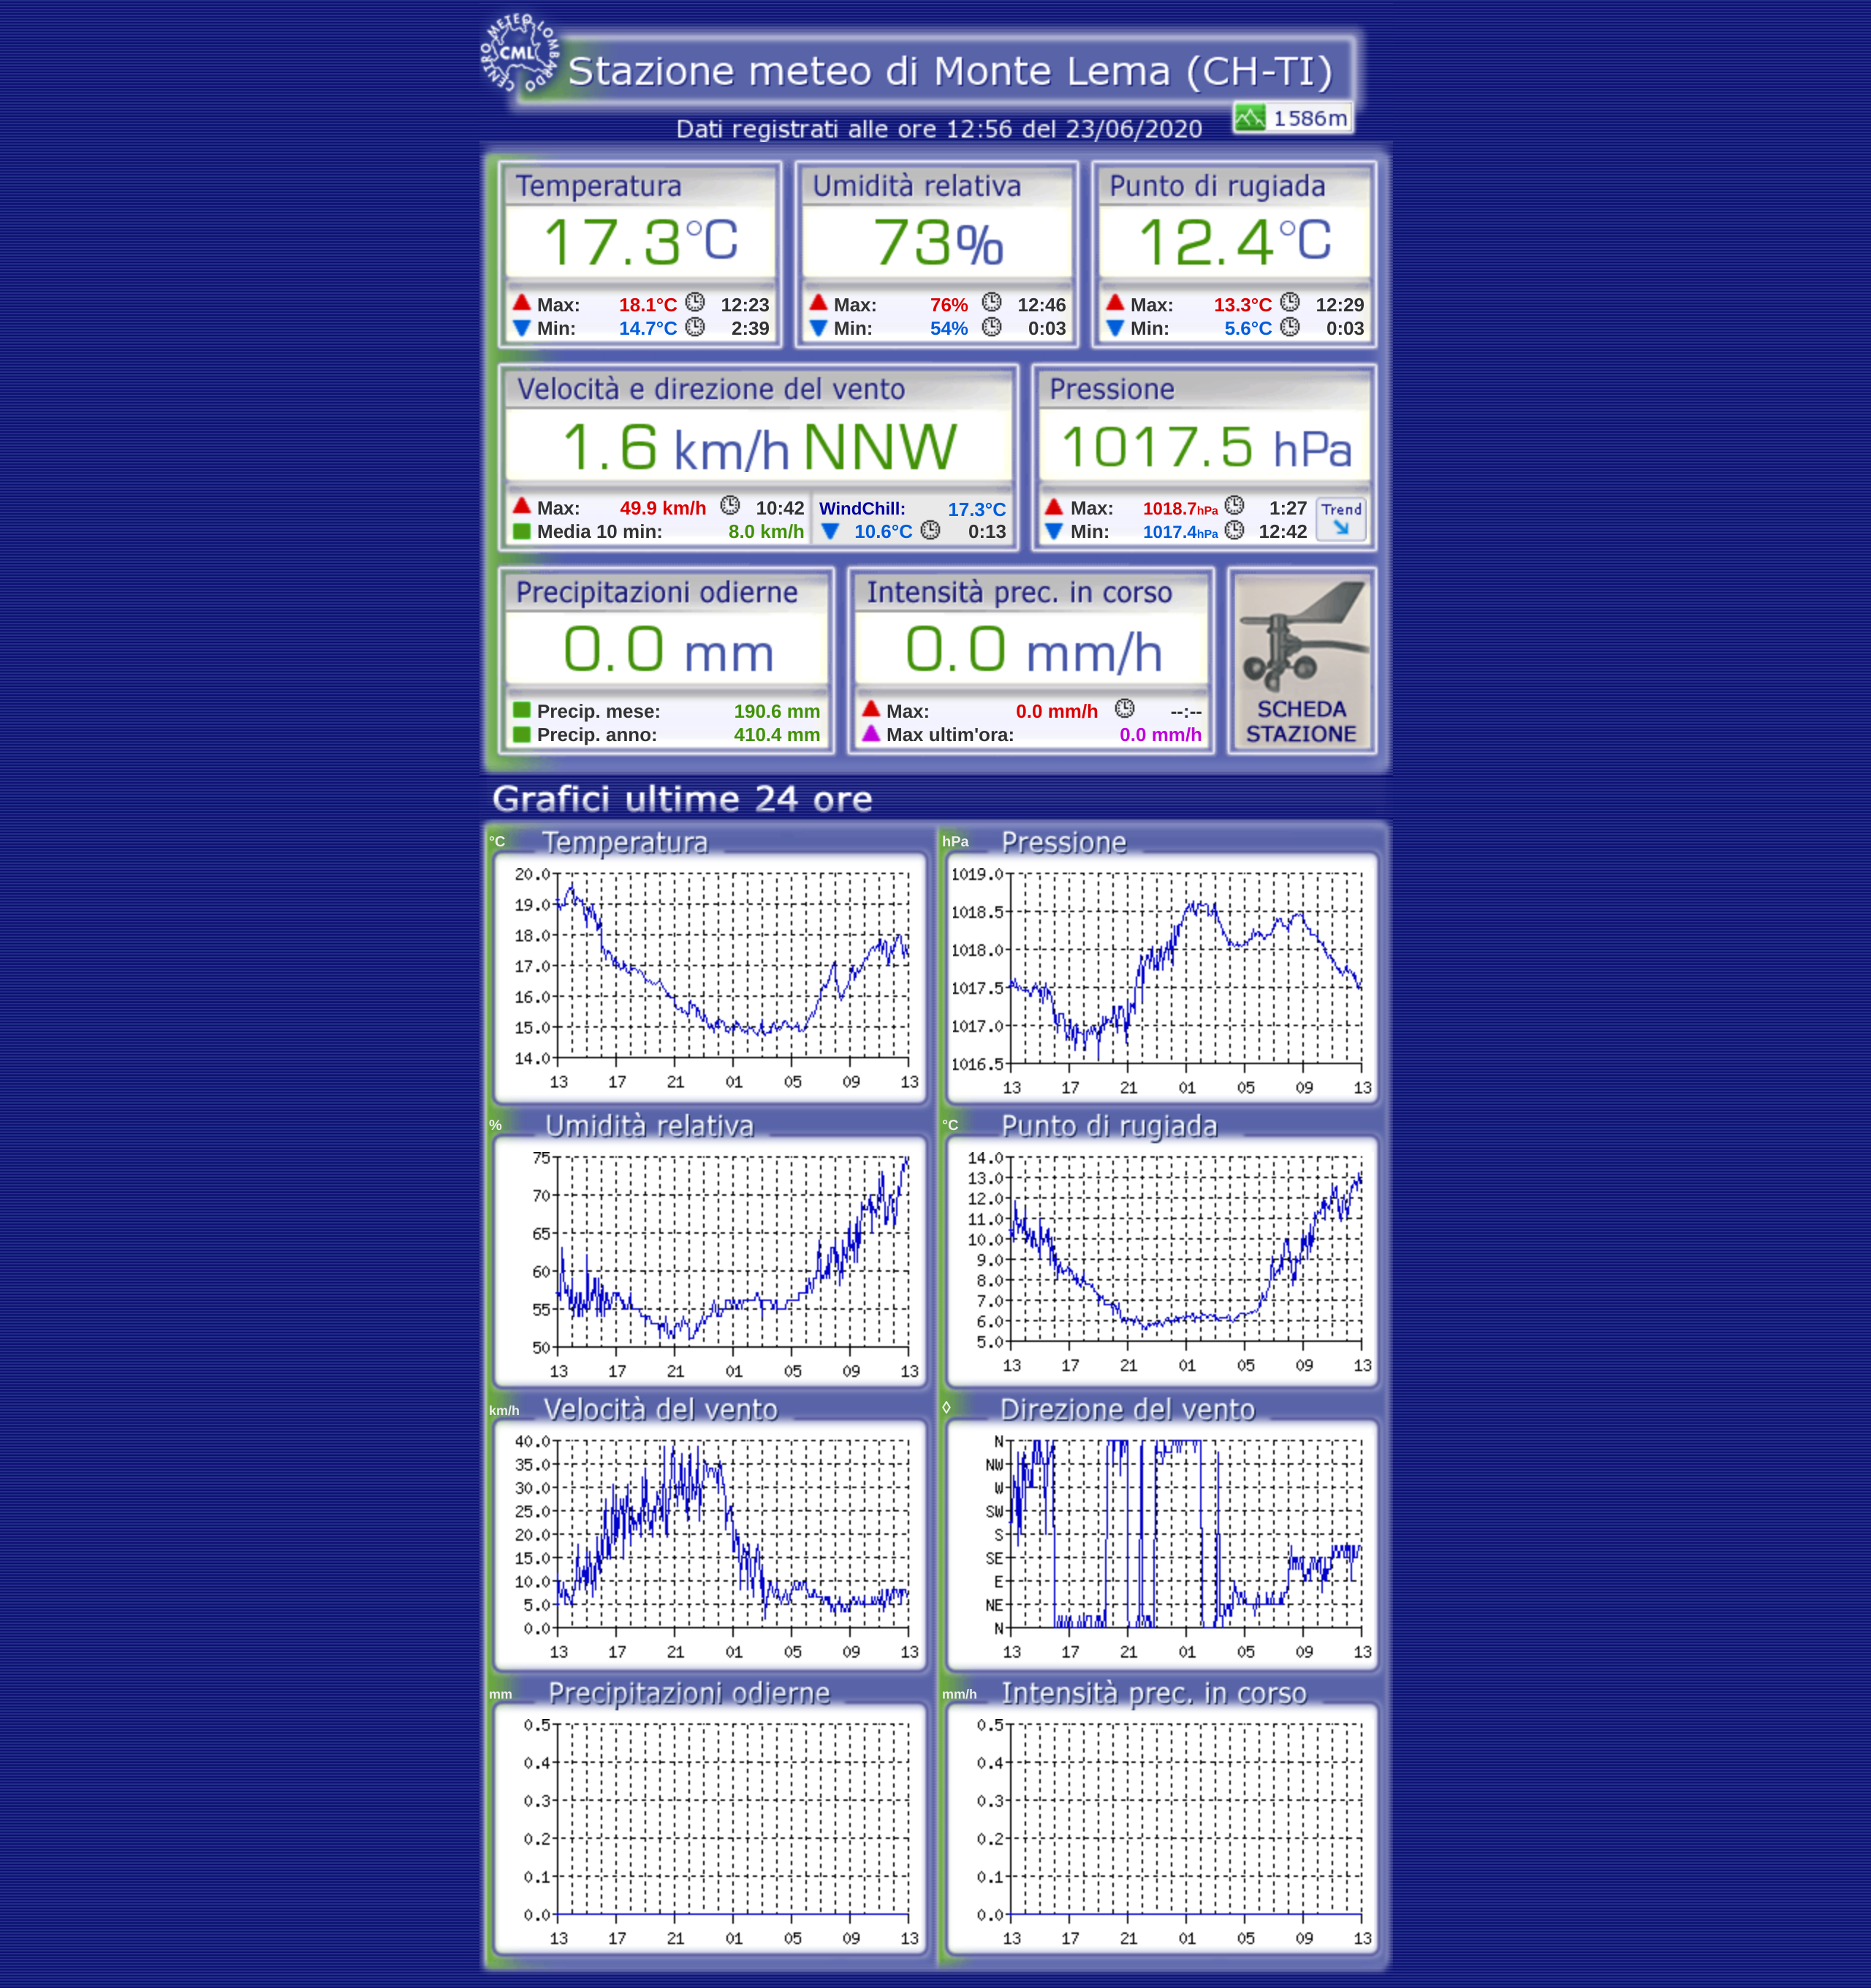 CENTRO METEO LOMBARDO
CML
Stazione meteo di Monte Lema (CH-TI)
1586m
Dati registrati alle ore 12:56 del 23/06/2020
Temperatura
17.3°C
Max: 18.1°C 12:23
Min: 14.7°C 2:39
Umidità relativa
73%
Max: 76% 12:46
Min: 54% 0:03
Punto di rugiada
12.4°C
Max: 13.3°C 12:29
Min: 5.6°C 0:03
Velocità e direzione del vento
1.6 km/h NNW
Max: 49.9 km/h 10:42
Media 10 min: 8.0 km/h
WindChill: 17.3°C
10.6°C 0:13
Pressione
1017.5 hPa
Max: 1018.7hPa 1:27
Min: 1017.4hPa 12:42
Trend
Precipitazioni odierne
0.0 mm
Precip. mese: 190.6 mm
Precip. anno: 410.4 mm
Intensità prec. in corso
0.0 mm/h
Max: 0.0 mm/h --:--
Max ultim'ora: 0.0 mm/h
SCHEDA
STAZIONE
Grafici ultime 24 ore
°C Temperatura
20.0
19.0
18.0
17.0
16.0
15.0
14.0
13 17 21 01 05 09 13
hPa Pressione
1019.0
1018.5
1018.0
1017.5
1017.0
1016.5
13 17 21 01 05 09 13
% Umidità relativa
75
70
65
60
55
50
13 17 21 01 05 09 13
°C Punto di rugiada
14.0
13.0
12.0
11.0
10.0
9.0
8.0
7.0
6.0
5.0
13 17 21 01 05 09 13
km/h Velocità del vento
40.0
35.0
30.0
25.0
20.0
15.0
10.0
5.0
0.0
13 17 21 01 05 09 13
◊ Direzione del vento
N
NW
W
SW
S
SE
E
NE
N
13 17 21 01 05 09 13
mm Precipitazioni odierne
0.5
0.4
0.3
0.2
0.1
0.0
13 17 21 01 05 09 13
mm/h Intensità prec. in corso
0.5
0.4
0.3
0.2
0.1
0.0
13 17 21 01 05 09 13